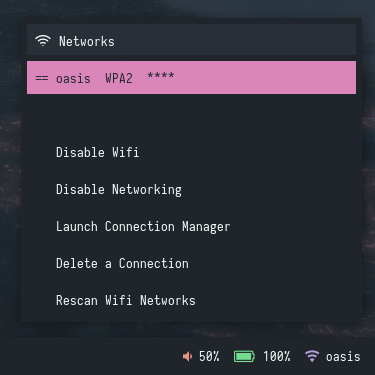 Networks
== oasis  WPA2  ****
Disable Wifi
Disable Networking
Launch Connection Manager
Delete a Connection
Rescan Wifi Networks
50% 100% oasis